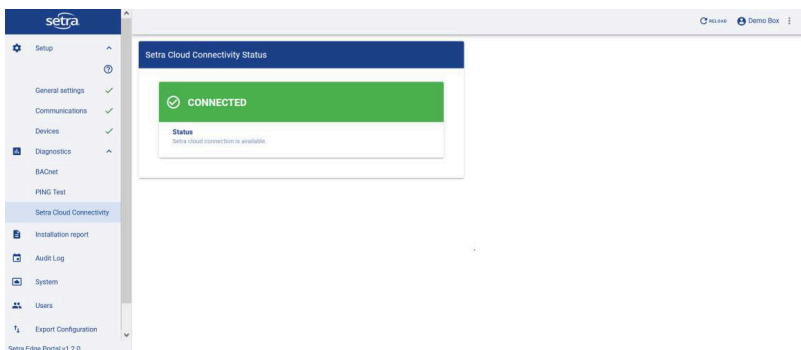 setra
RELOAD
Demo Box
Setup
General settings
Communications
Devices
Diagnostics
BACnet
PING Test
Setra Cloud Connectivity
Installation report
Audit Log
System
Users
Export Configuration
Setra Edge Portal v1.2.0
Setra Cloud Connectivity Status
CONNECTED
Status
Setra cloud connection is available.